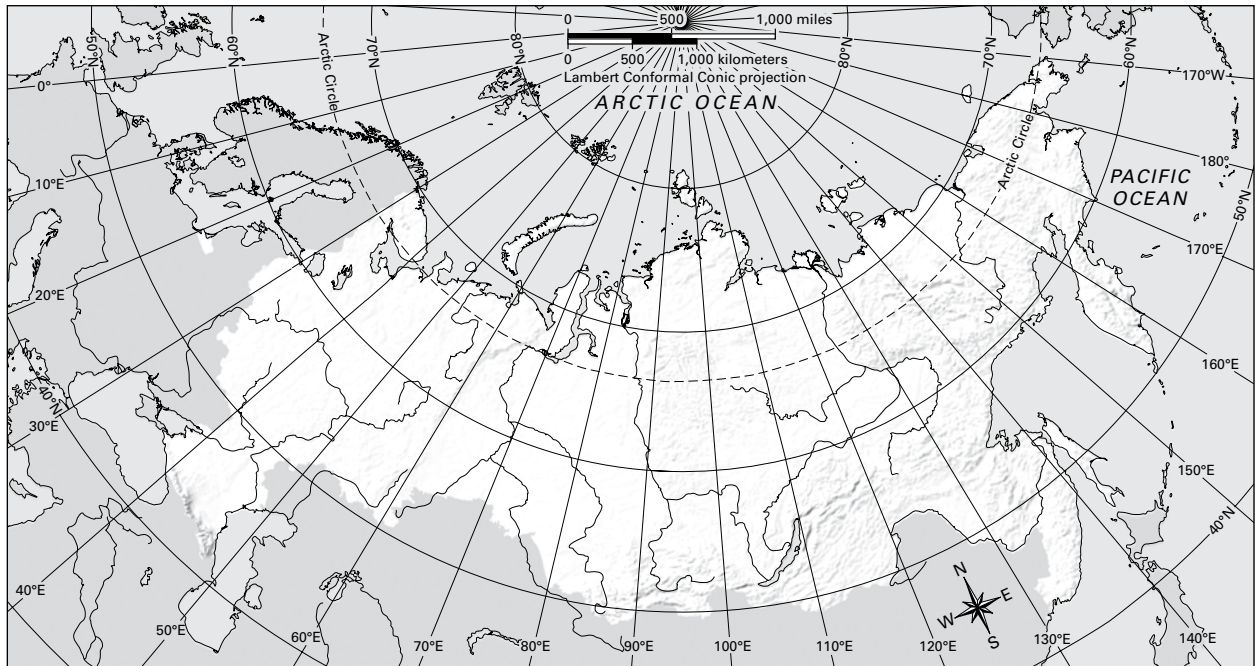 0 500 1,000 miles
0 500 1,000 kilometers
Lambert Conformal Conic projection
ARCTIC OCEAN
PACIFIC
OCEAN
Arctic Circle
Arctic Circle
50°N
60°N
70°N
80°N
80°N
70°N
60°N
170°W
180°
50°N
170°E
160°E
150°E
40°N
140°E
130°E
120°E
110°E
100°E
90°E
80°E
70°E
60°E
50°E
40°E
30°E
40°N
20°E
10°E
0°
N
E
S
W